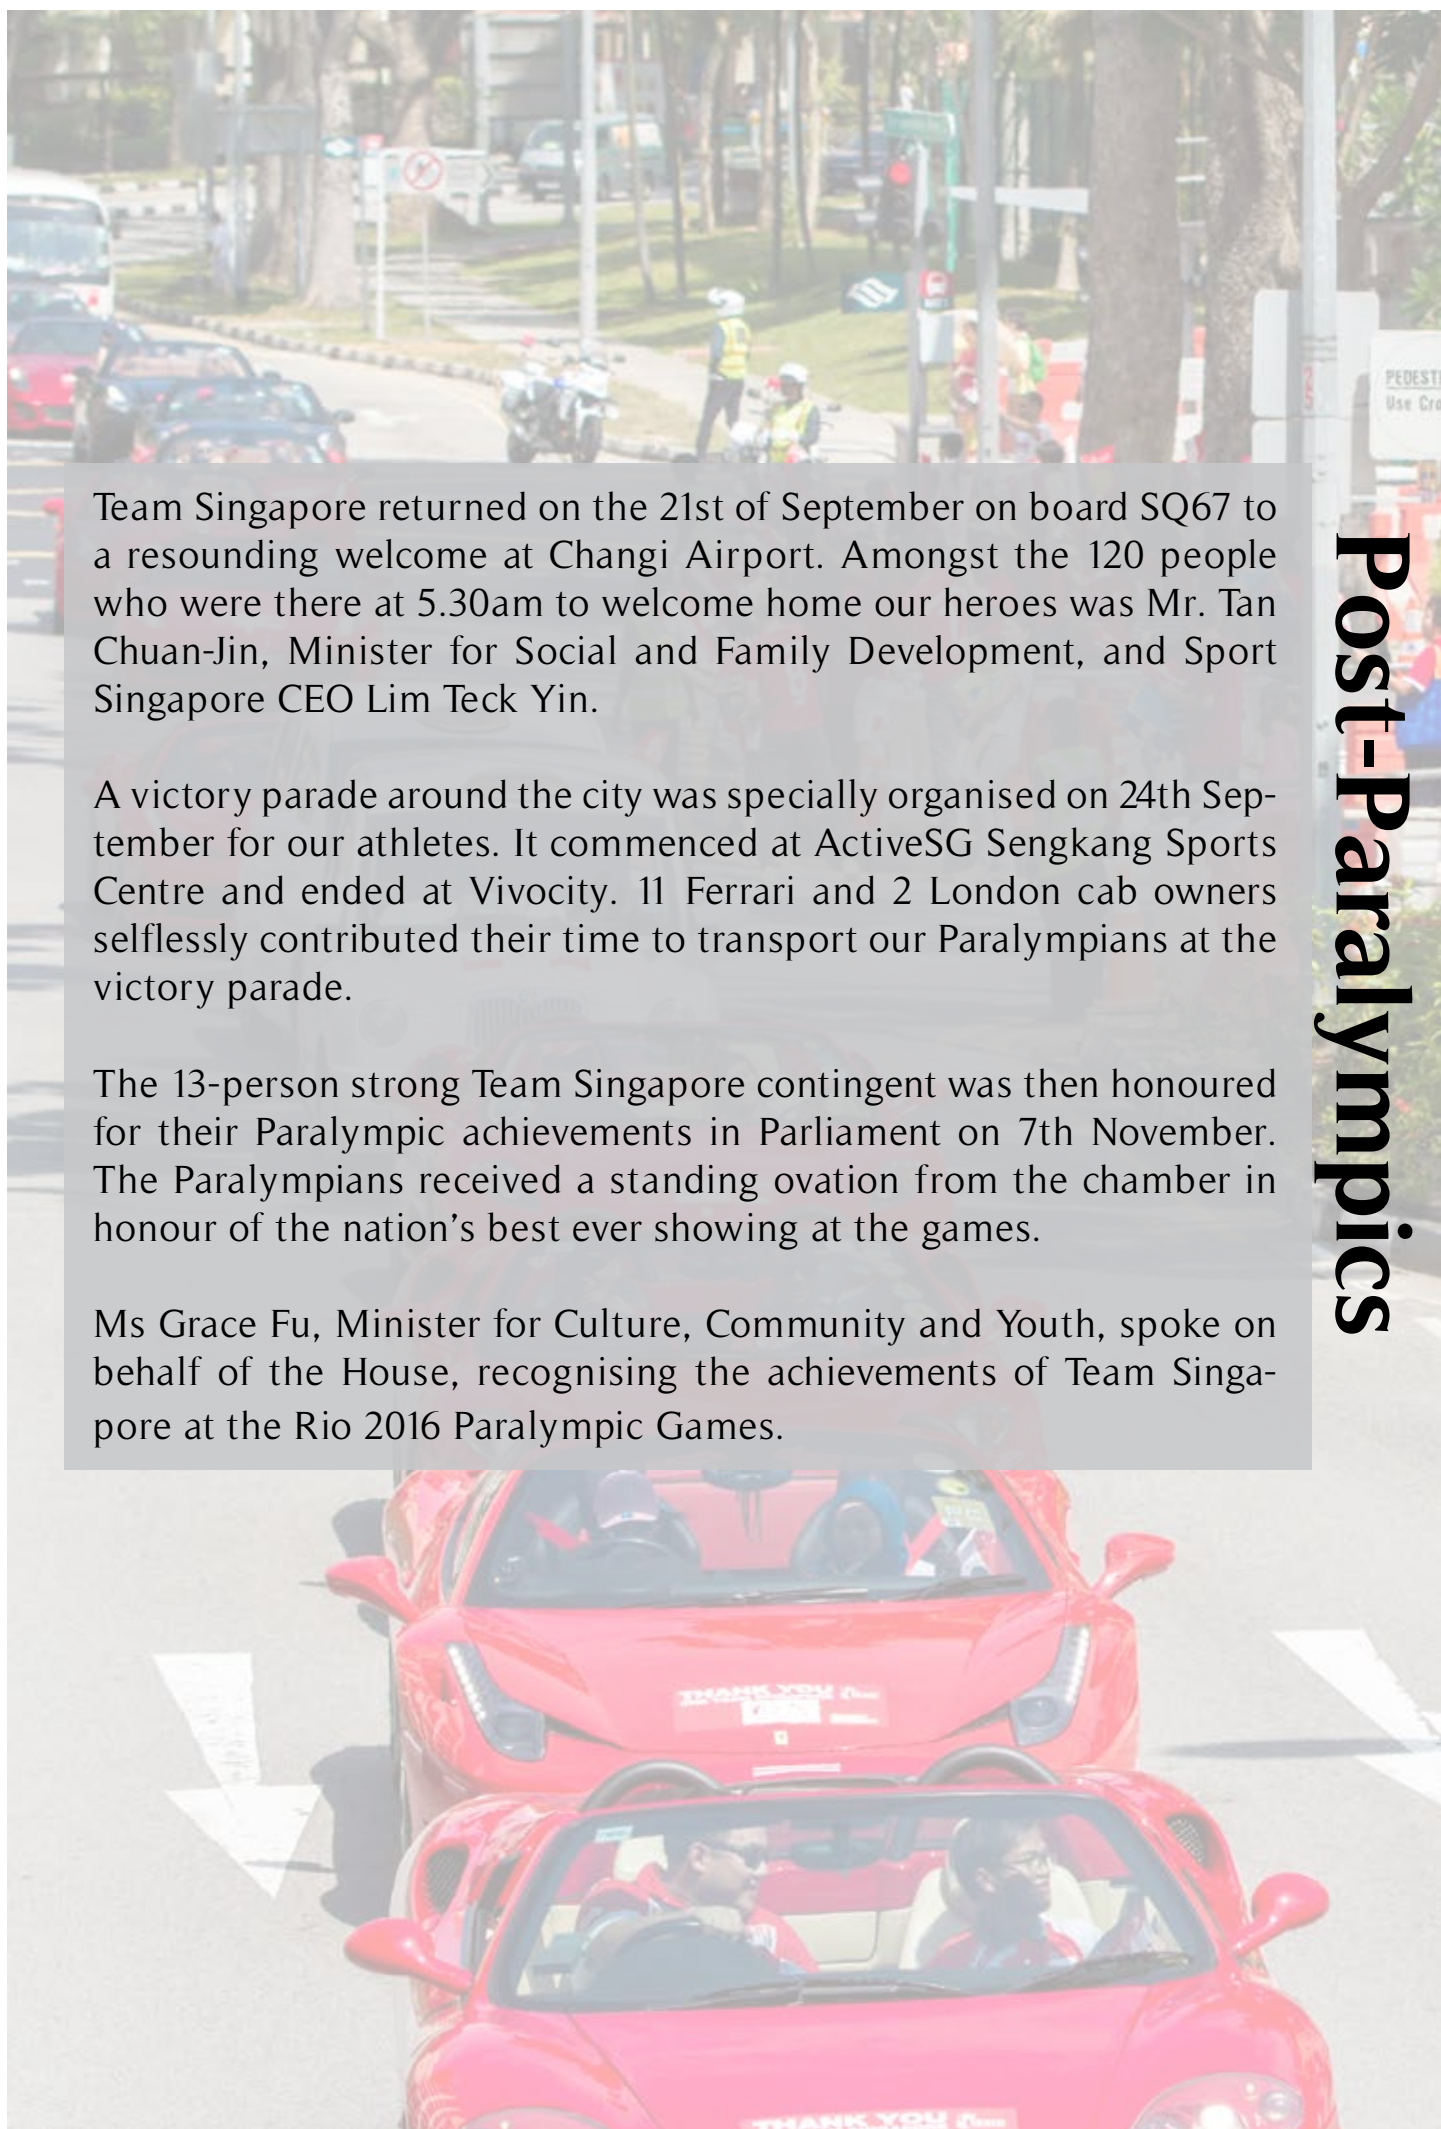 PEDEST
Use Cro
Team Singapore returned on the 21st of September on board SQ67 to
a resounding welcome at Changi Airport. Amongst the 120 people
who were there at 5.30am to welcome home our heroes was Mr. Tan
Chuan-Jin, Minister for Social and Family Development, and Sport
Singapore CEO Lim Teck Yin.
A victory parade around the city was specially organised on 24th Sep-
tember for our athletes. It commenced at ActiveSG Sengkang Sports
Centre and ended at Vivocity. 11 Ferrari and 2 London cab owners
selflessly contributed their time to transport our Paralympians at the
victory parade.
The 13-person strong Team Singapore contingent was then honoured
for their Paralympic achievements in Parliament on 7th November.
The Paralympians received a standing ovation from the chamber in
honour of the nation’s best ever showing at the games.
Ms Grace Fu, Minister for Culture, Community and Youth, spoke on
behalf of the House, recognising the achievements of Team Singa-
pore at the Rio 2016 Paralympic Games.
Post-Paralympics
THANK YOU
THANK YOU